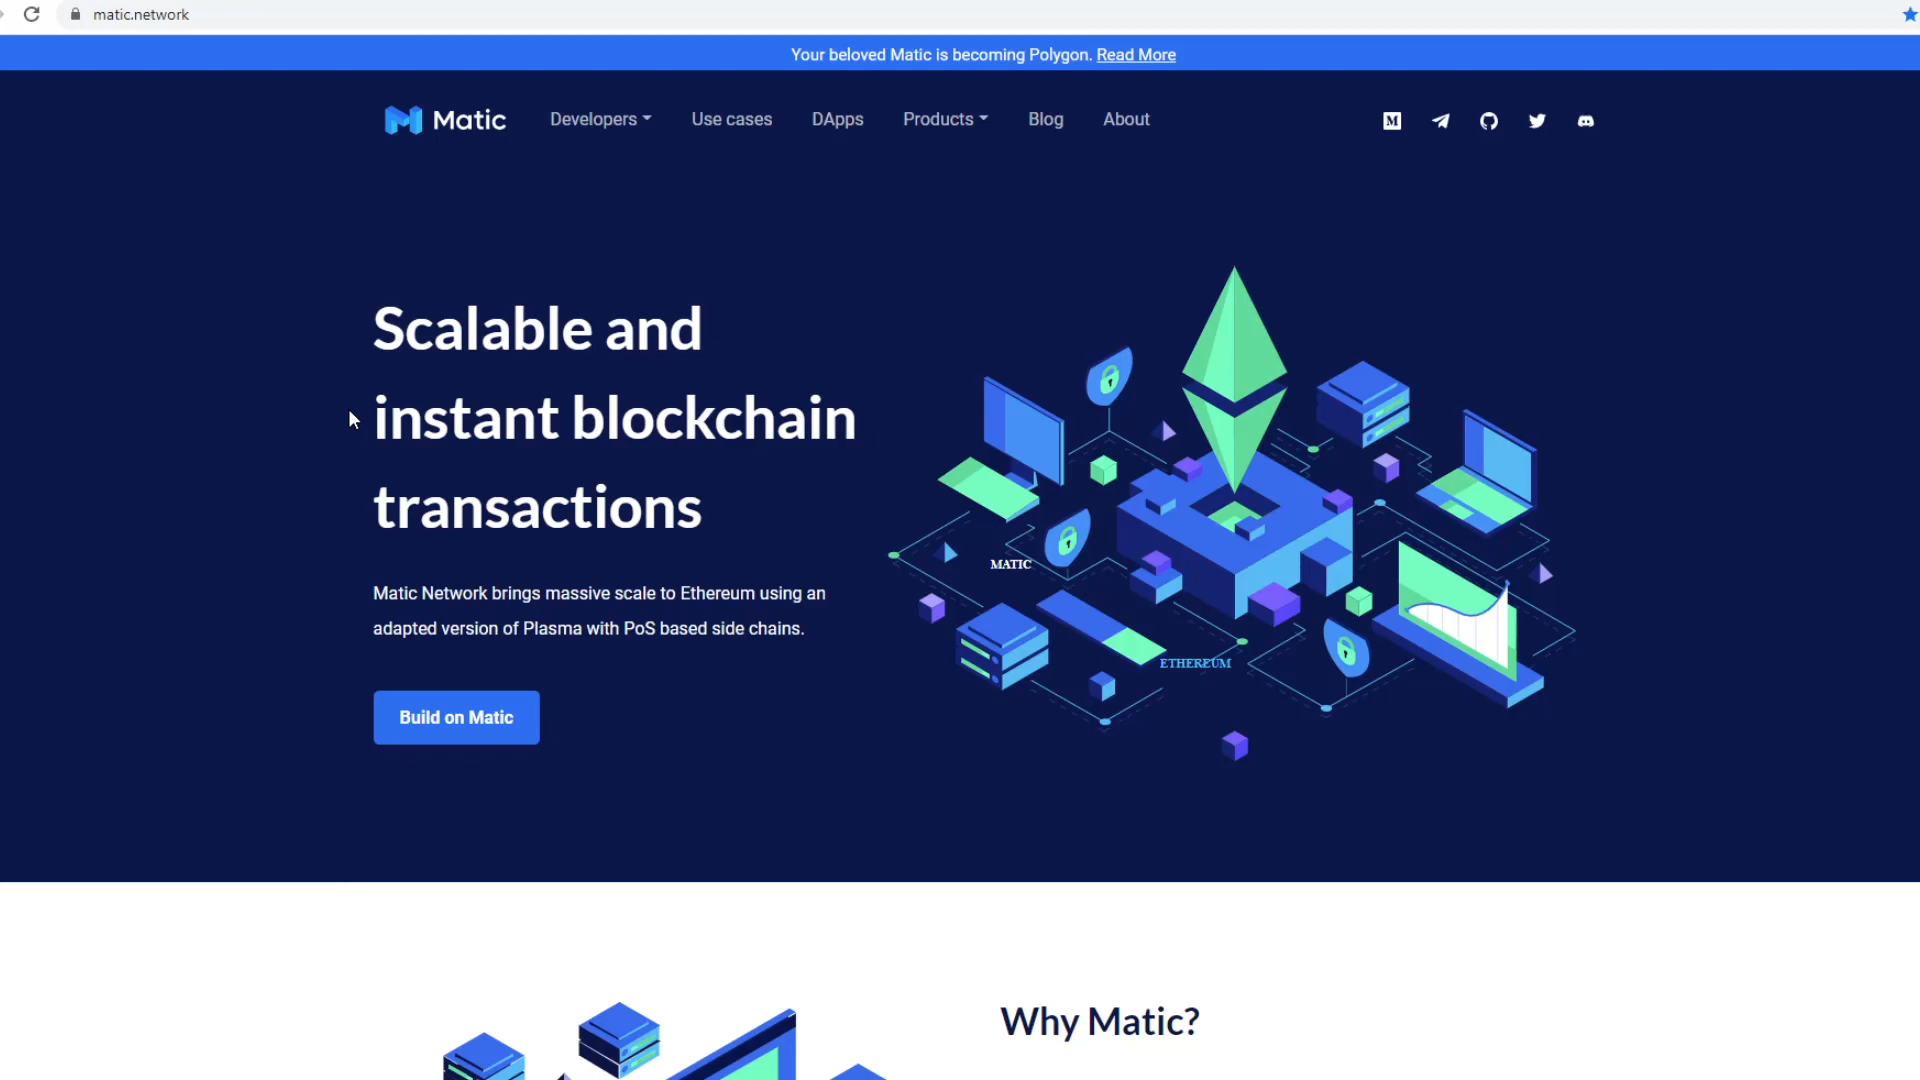 matic.network
Your beloved Matic is becoming Polygon. Read More
Matic Developers Use cases DApps Products Blog About
M
Scalable and
instant blockchain
transactions
MATIC
Matic Network brings massive scale to Ethereum using an
adapted version of Plasma with PoS based side chains.
ETHEREUM
Build on Matic
Why Matic?